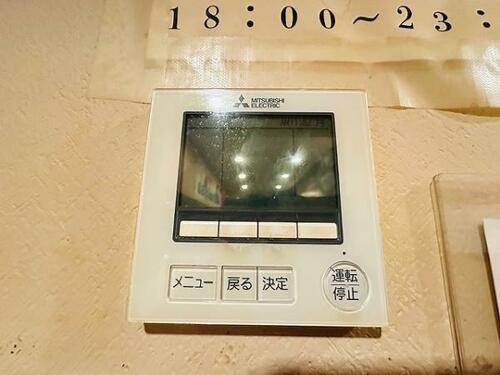 18：00～23：
MITSUBISHI
ELECTRIC
メニュー 戻る 決定 運転
停止